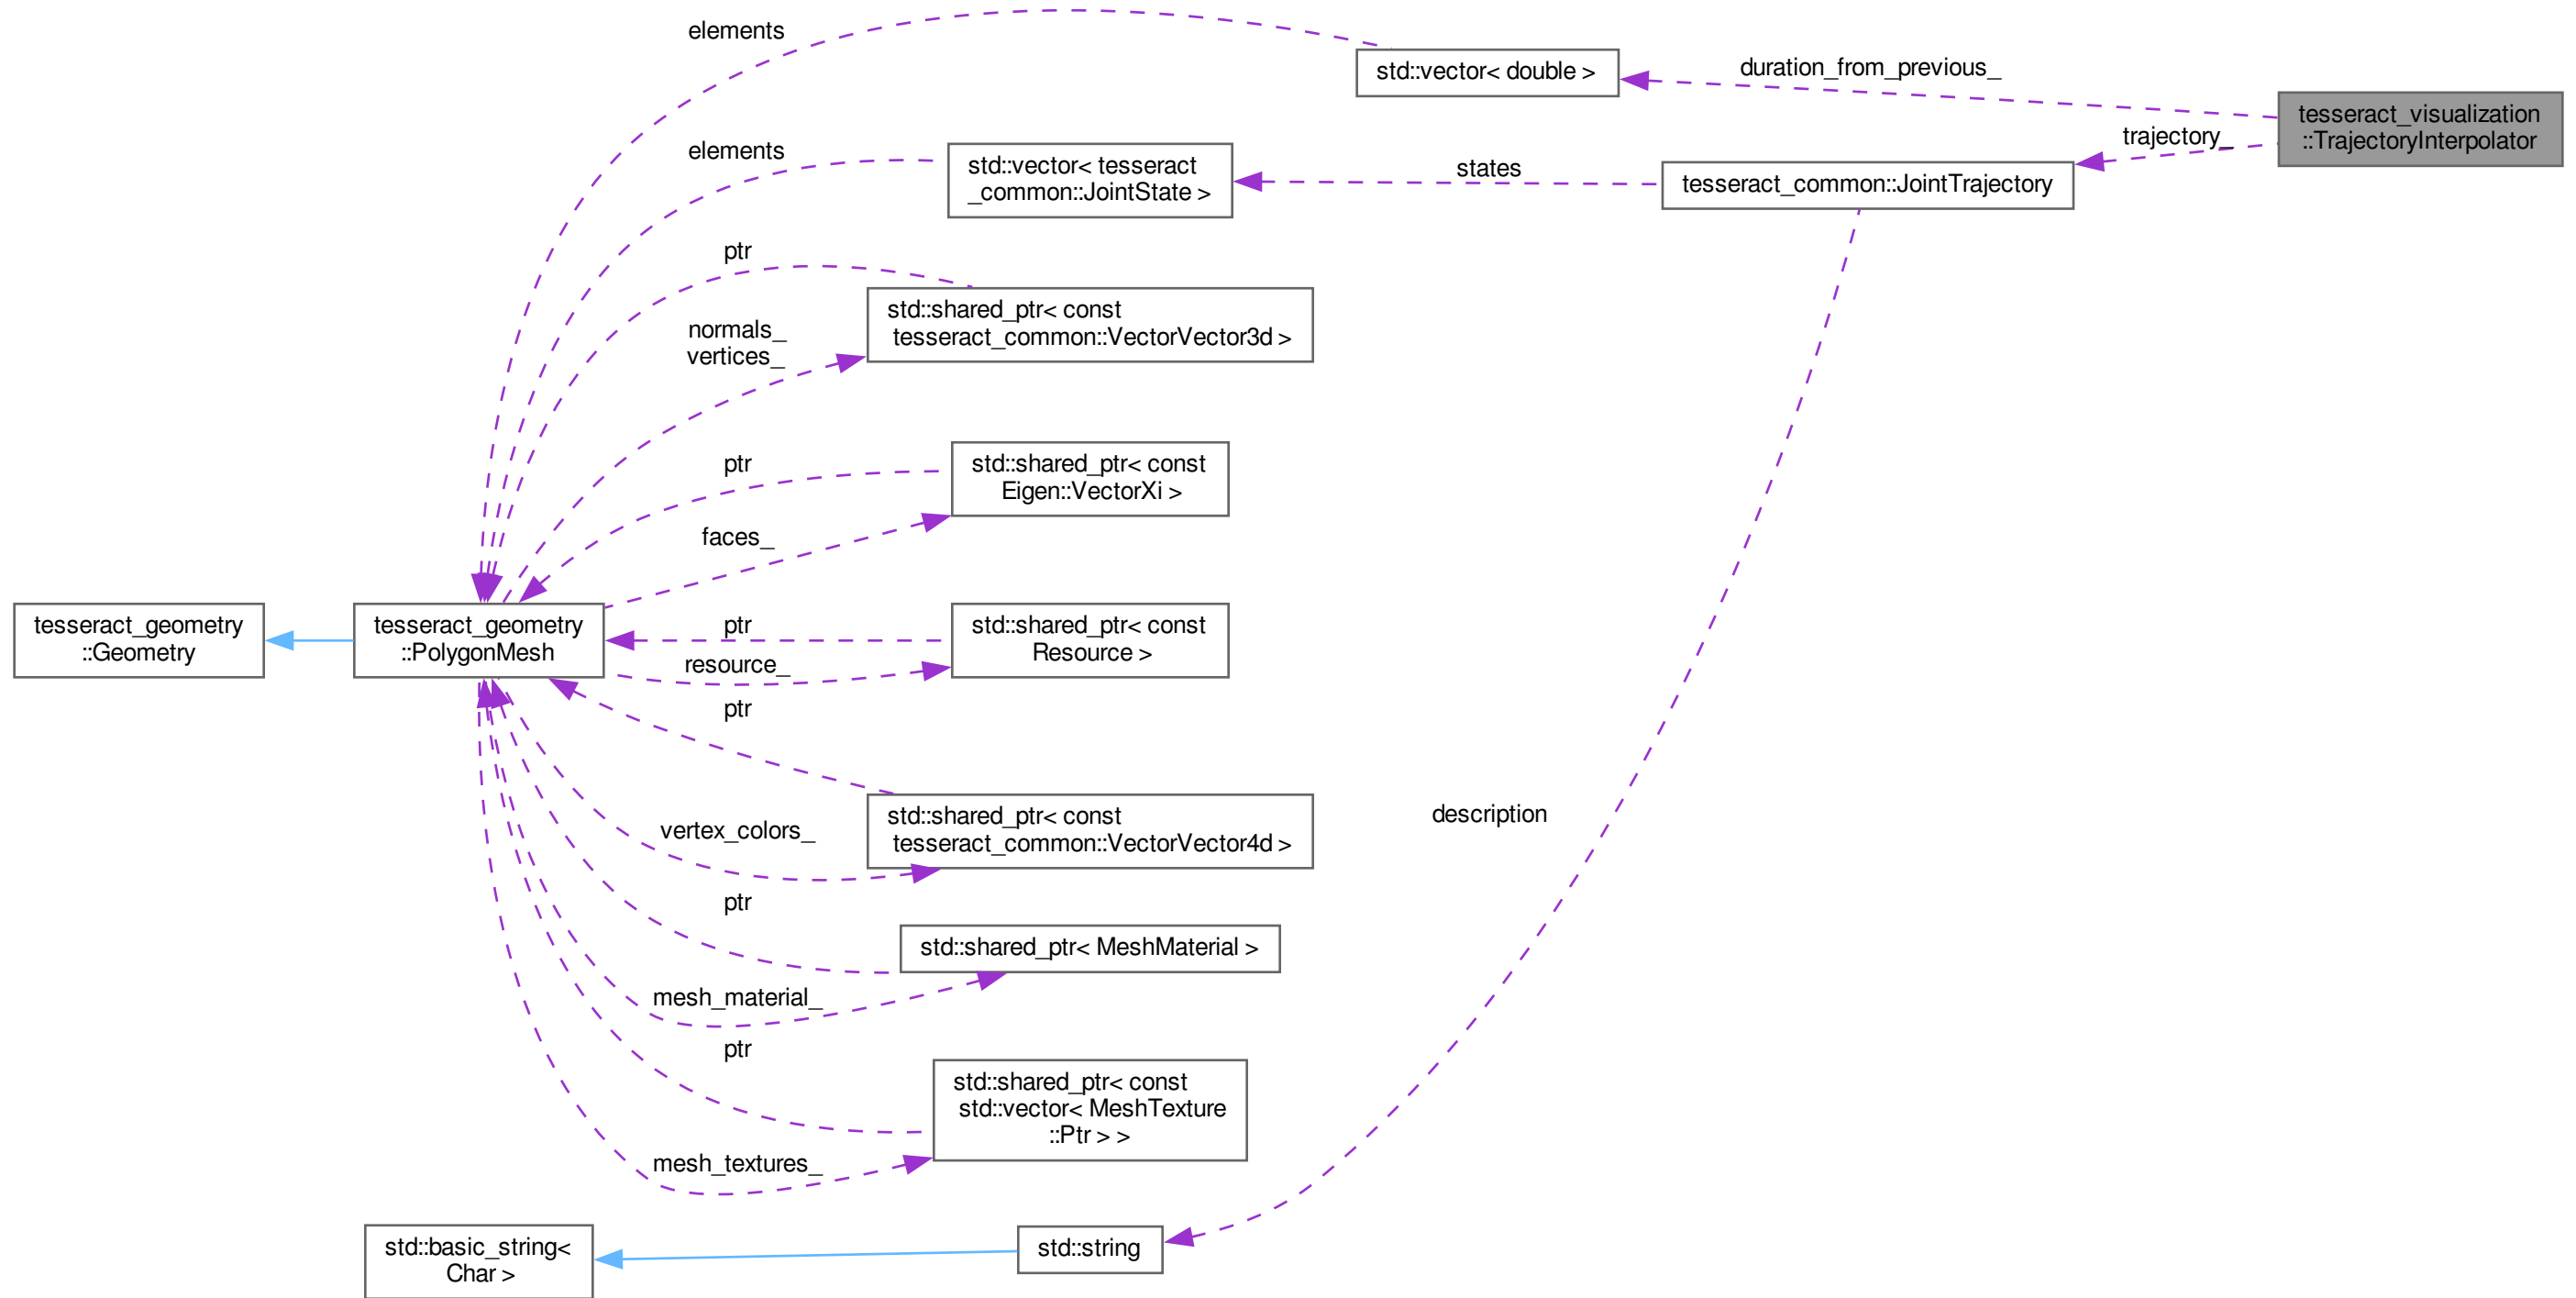 elements
std::vector< double >
duration_from_previous_
tesseract_visualization
::TrajectoryInterpolator
trajectory_
elements
std::vector< tesseract
_common::JointState >
states
tesseract_common::JointTrajectory
ptr
std::shared_ptr< const
tesseract_common::VectorVector3d >
normals_
vertices_
ptr
std::shared_ptr< const
Eigen::VectorXi >
faces_
tesseract_geometry
::Geometry
tesseract_geometry
::PolygonMesh
ptr
std::shared_ptr< const
Resource >
resource_
ptr
std::shared_ptr< const
tesseract_common::VectorVector4d >
vertex_colors_
description
ptr
std::shared_ptr< MeshMaterial >
mesh_material_
ptr
std::shared_ptr< const
std::vector< MeshTexture
::Ptr > >
mesh_textures_
std::basic_string<
Char >
std::string